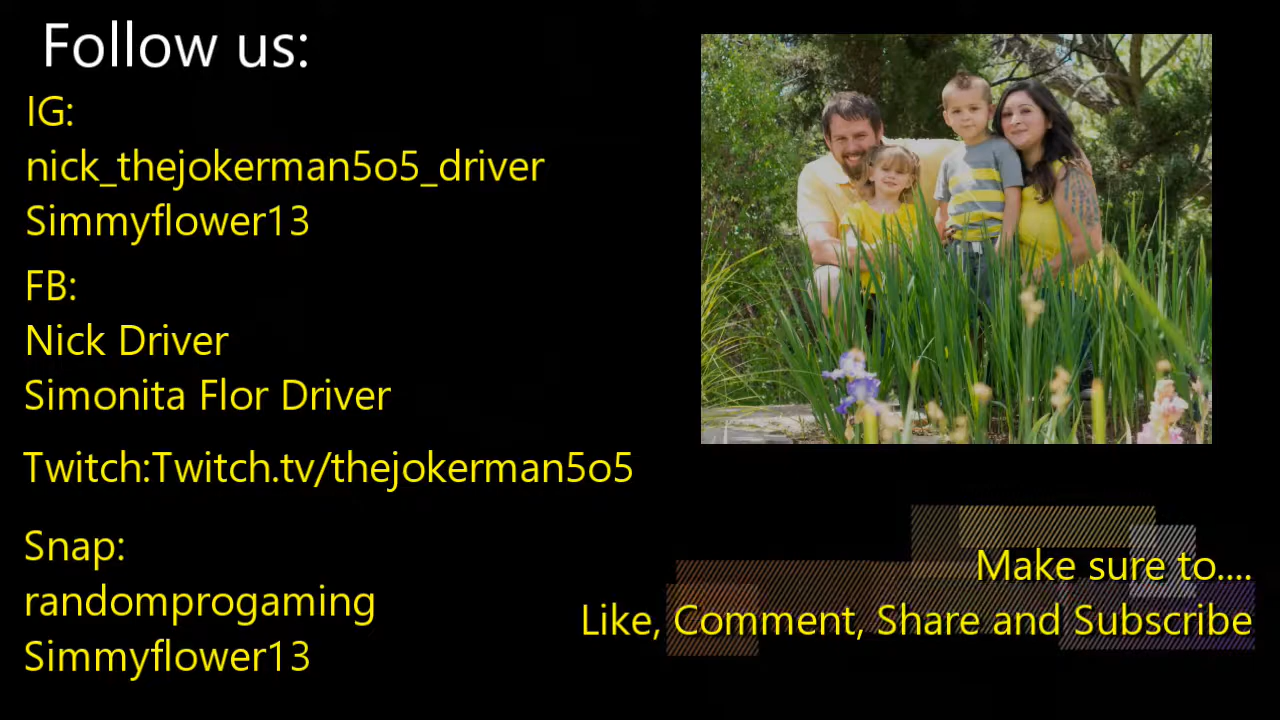 Follow us:
IG:
nick_thejokerman5o5_driver
Simmyflower13
FB:
Nick Driver
Simonita Flor Driver
Twitch:Twitch.tv/thejokerman5o5
Snap:
randomprogaming
Simmyflower13
Make sure to....
Like, Comment, Share and Subscribe